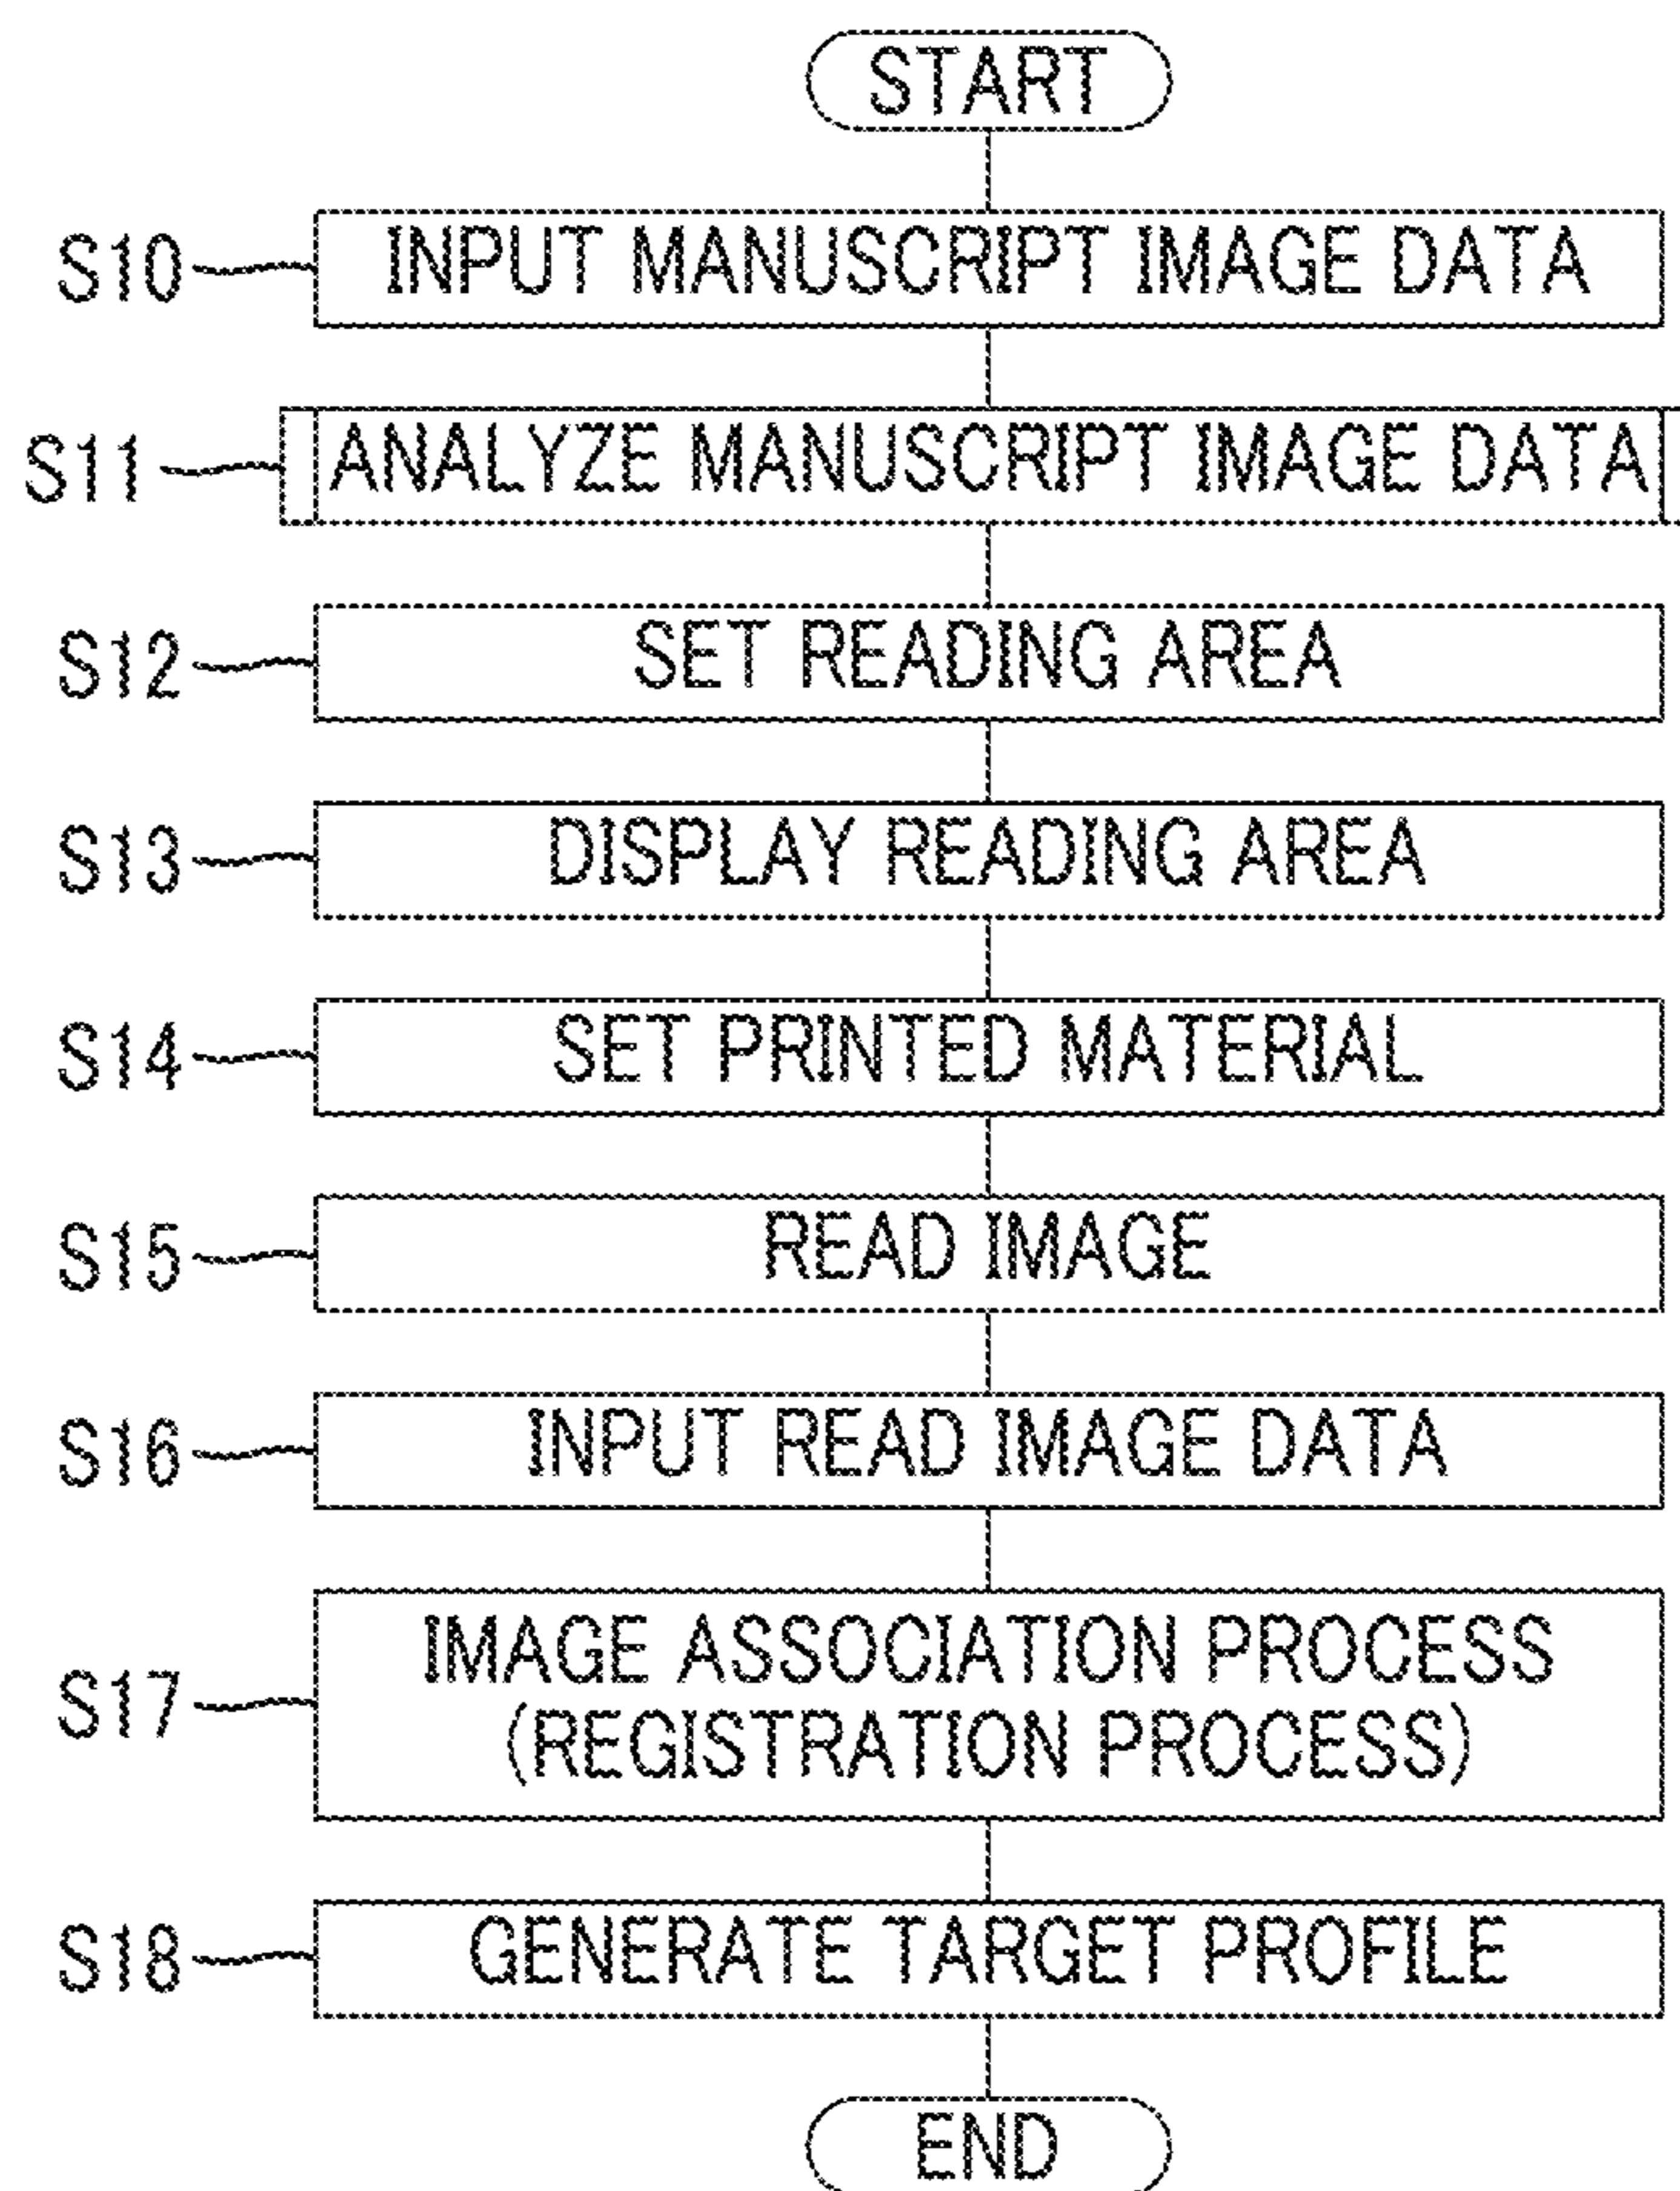 START
S10 INPUT MANUSCRIPT IMAGE DATA
S11 ANALYZE MANUSCRIPT IMAGE DATA
S12 SET READING AREA
S13 DISPLAY READING AREA
S14 SET PRINTED MATERIAL
S15 READ IMAGE
S16 INPUT READ IMAGE DATA
S17 IMAGE ASSOCIATION PROCESS
(REGISTRATION PROCESS)
S18 GENERATE TARGET PROFILE
END